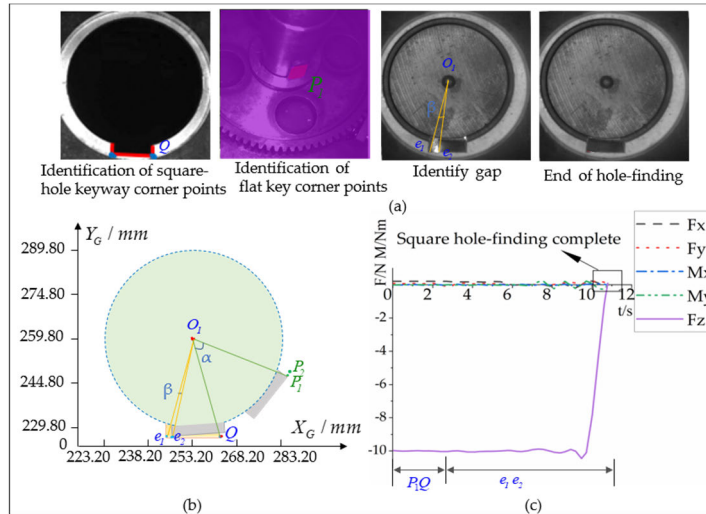 Q
P₁
O₁
e₁ e₂
Identification of square-
hole keyway corner points
Identification of
flat key corner points
Identify gap
End of hole-finding
(a)
Y_G / mm
289.80
274.80
259.80
244.80
229.80
0
O₁
α
β
P₂
P₁
e₁ e₂
Q
X_G / mm
223.20 238.20 253.20 268.20 283.20
(b)
F/N M/Nm
Square hole-finding complete
Fx
Fy
Mx
My
Fz
0 2 4 6 8 10 12
t/s
-2
-4
-6
-8
-10
P₁Q
e₁ e₂
(c)